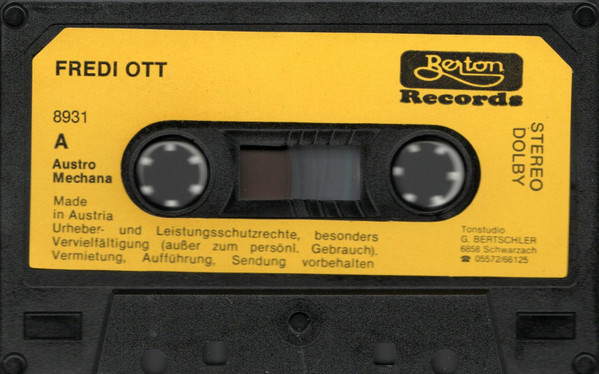 FREDI OTT
Berton
Records
8931
A
Austro
Mechana
STEREO
DOLBY
Made
in Austria
Urheber- und Leistungsschutzrechte, besonders
Vervielfältigung (außer zum persönl. Gebrauch).
Vermietung, Aufführung, Sendung vorbehalten
Tonstudio
G. BERTSCHLER
6858 Schwarzach
☎ 05572/66125